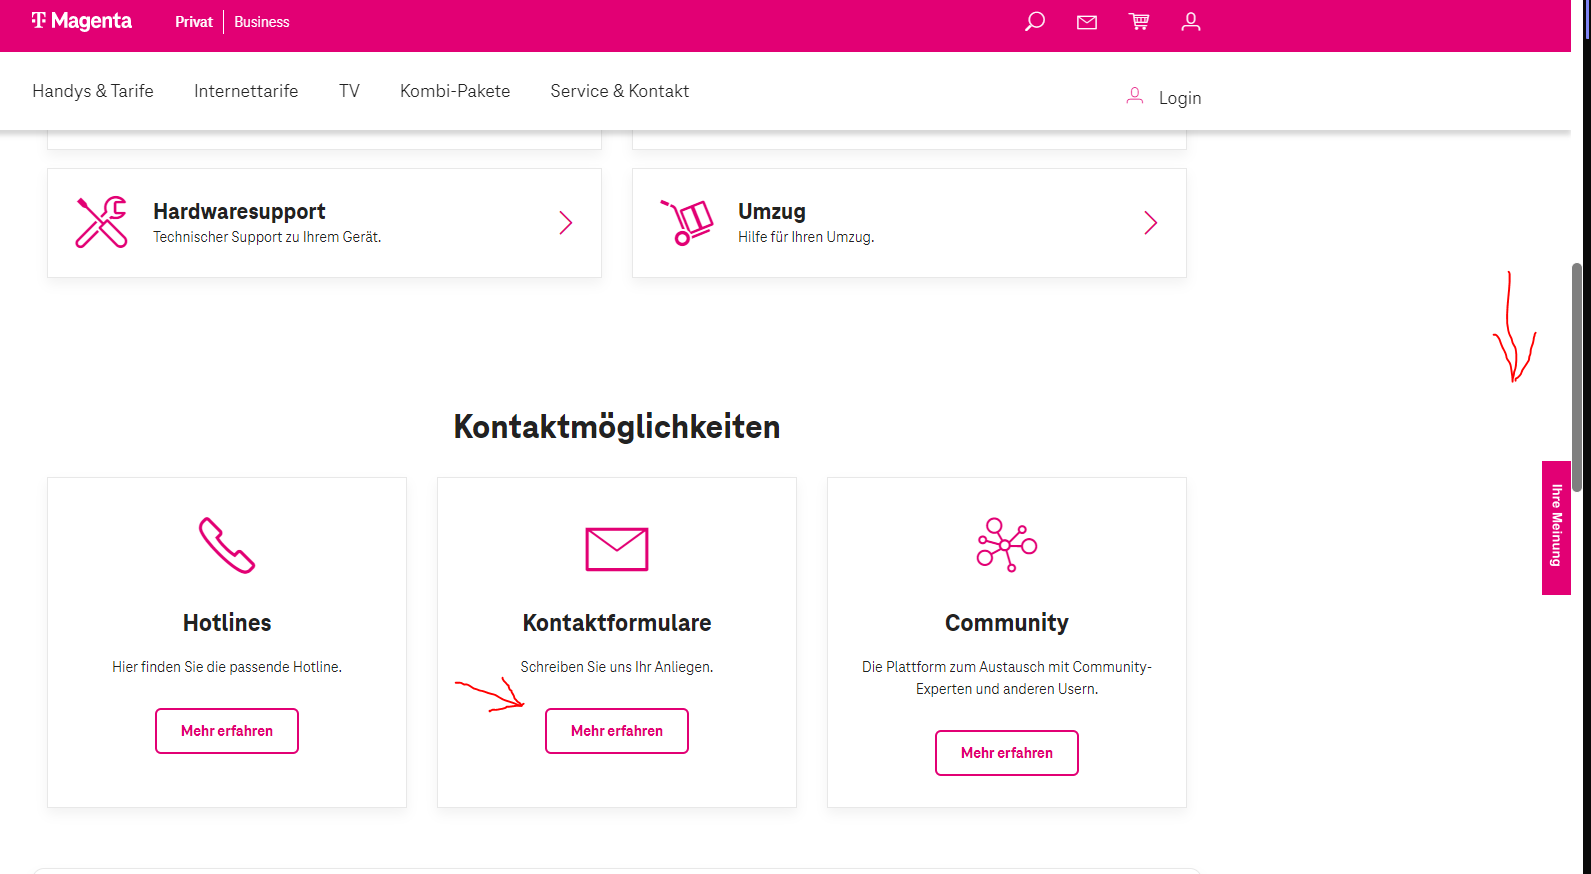 T Magenta Privat Business
Handys & Tarife Internettarife TV Kombi-Pakete Service & Kontakt Login
Hardwaresupport
Technischer Support zu Ihrem Gerät.
Umzug
Hilfe für Ihren Umzug.
Kontaktmöglichkeiten
Ihre Meinung
Hotlines
Hier finden Sie die passende Hotline.
Mehr erfahren
Kontaktformulare
Schreiben Sie uns Ihr Anliegen.
Mehr erfahren
Community
Die Plattform zum Austausch mit Community-
Experten und anderen Usern.
Mehr erfahren